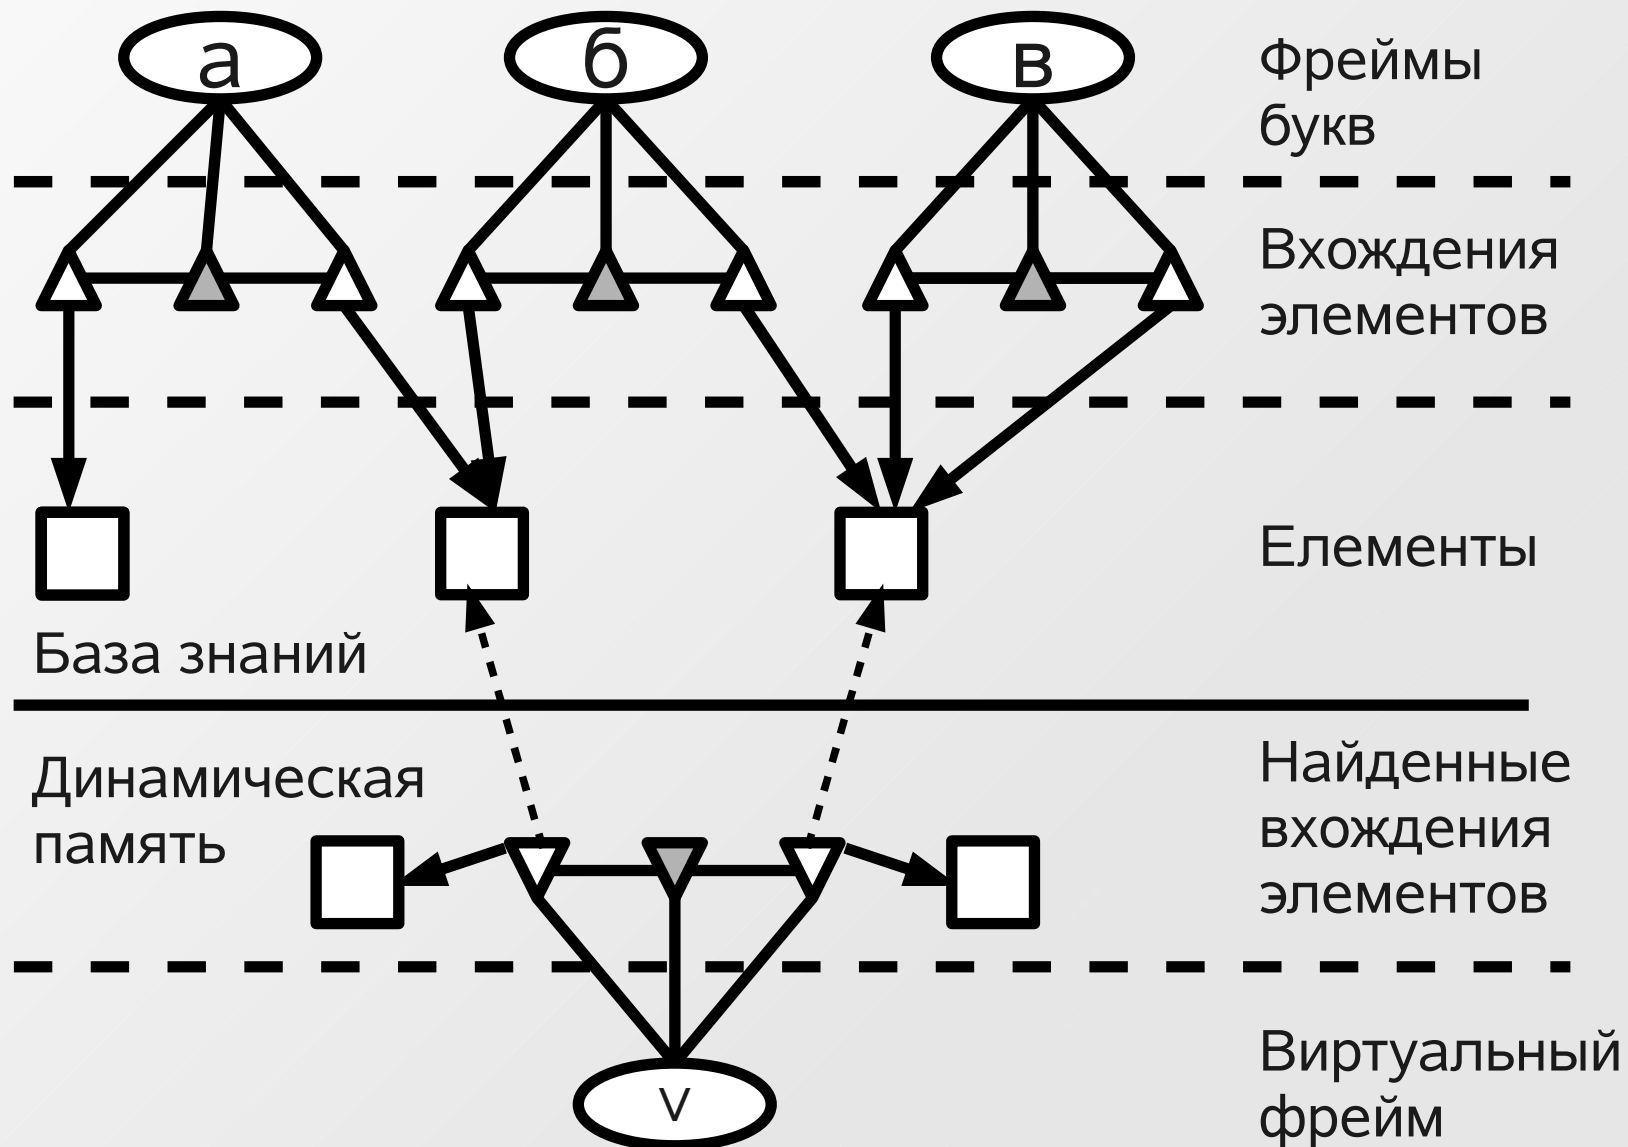 а
б
в
Фреймы
букв
Вхождения
элементов
Елементы
База знаний
Динамическая
память
Найденные
вхождения
элементов
Виртуальный
фрейм
v